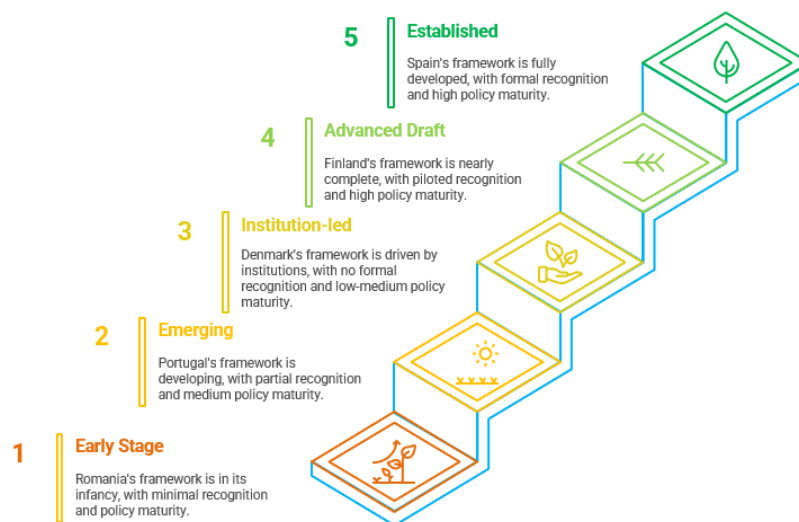 5
Established
Spain's framework is fully
developed, with formal recognition
and high policy maturity.
4
Advanced Draft
Finland's framework is nearly
complete, with piloted recognition
and high policy maturity.
3
Institution-led
Denmark's framework is driven by
institutions, with no formal
recognition and low-medium policy
maturity.
2
Emerging
Portugal's framework is
developing, with partial recognition
and medium policy maturity.
1
Early Stage
Romania's framework is in its
infancy, with minimal recognition
and policy maturity.